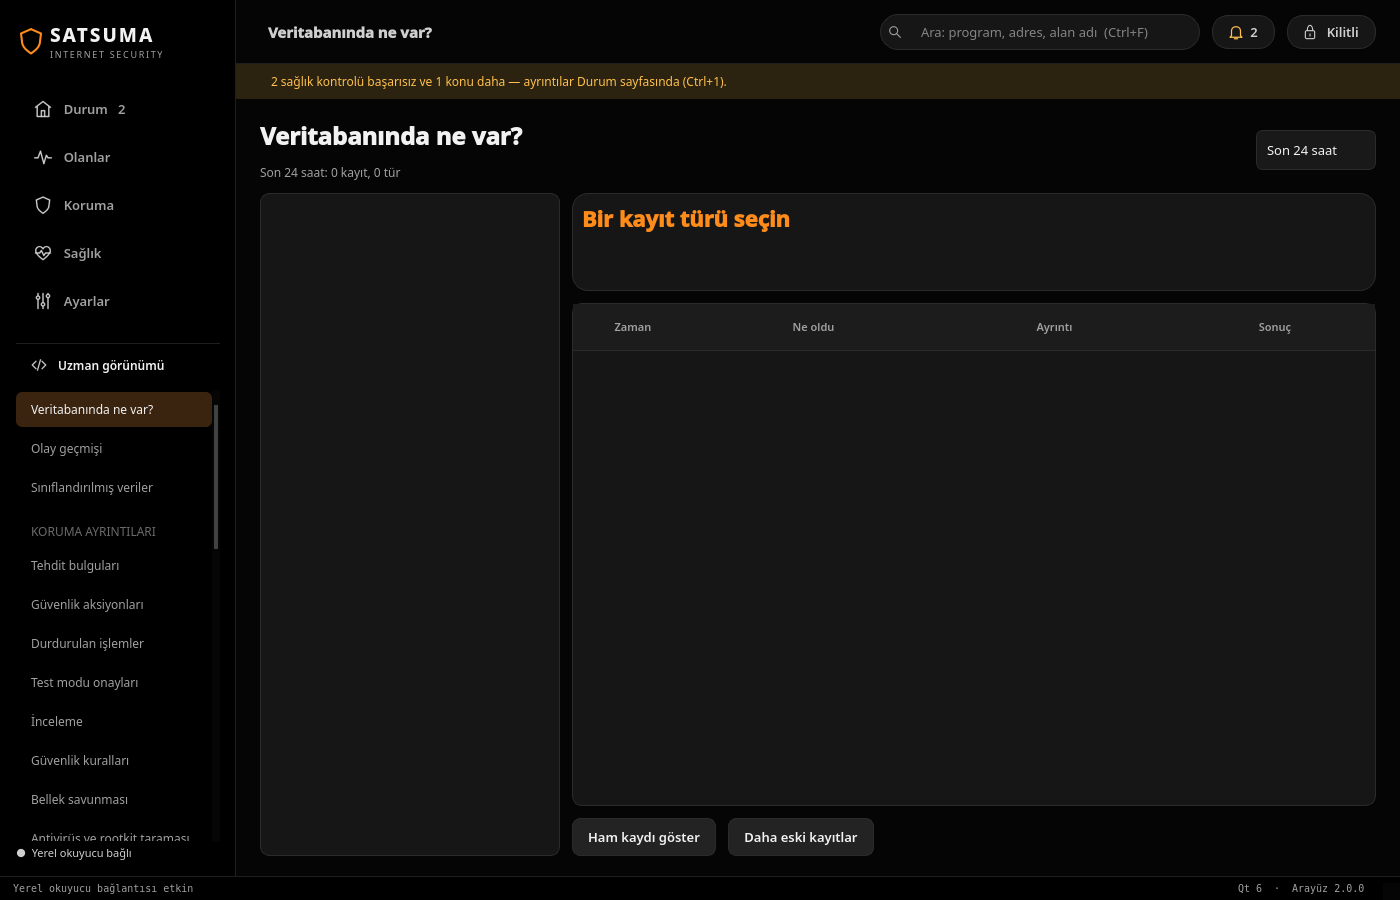 SATSUMA
INTERNET SECURITY
Durum 2
Olanlar
Koruma
Sağlık
Ayarlar
Uzman görünümü
Veritabanında ne var?
Olay geçmişi
Sınıflandırılmış veriler
KORUMA AYRINTILARI
Tehdit bulguları
Güvenlik aksiyonları
Durdurulan işlemler
Test modu onayları
İnceleme
Güvenlik kuralları
Bellek savunması
Antivirüs ve rootkit taraması
Yerel okuyucu bağlı
Veritabanında ne var?
Ara: program, adres, alan adı (Ctrl+F)
2
Kilitli
2 sağlık kontrolü başarısız ve 1 konu daha — ayrıntılar Durum sayfasında (Ctrl+1).
Veritabanında ne var?
Son 24 saat: 0 kayıt, 0 tür
Son 24 saat
Bir kayıt türü seçin
Zaman Ne oldu Ayrıntı Sonuç
Ham kaydı göster
Daha eski kayıtlar
Yerel okuyucu bağlantısı etkin
Qt 6 · Arayüz 2.0.0